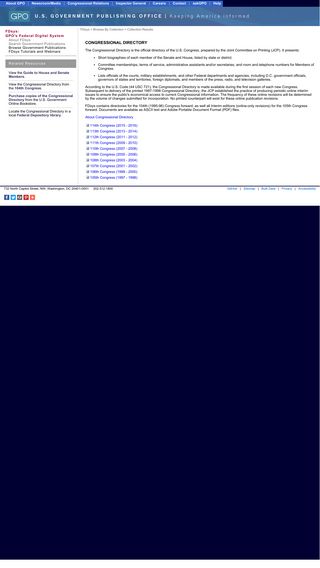 About GPO | Newsroom/Media | Congressional Relations | Inspector General | Careers | Contact | askGPO | Help
GPO U.S. GOVERNMENT PUBLISHING OFFICE | Keeping America Informed
FDsys:
GPO's Federal Digital System
About FDsys
Search Government Publications
Browse Government Publications
FDsys Tutorials and Webinars
Related Resources
View the Guide to House and Senate
Members
View the Congressional Directory from
the 104th Congress.
Purchase copies of the Congressional
Directory from the U.S. Government
Online Bookstore.
Locate the Congressional Directory in a
local Federal depository library.
FDsys > Browse By Collection > Collection Results
CONGRESSIONAL DIRECTORY
The Congressional Directory is the official directory of the U.S. Congress, prepared by the Joint Committee on Printing (JCP). It presents:
• Short biographies of each member of the Senate and House, listed by state or district.
• Committee memberships, terms of service, administrative assistants and/or secretaries, and room and telephone numbers for Members of
Congress.
• Lists officials of the courts, military establishments, and other Federal departments and agencies, including D.C. government officials,
governors of states and territories, foreign diplomats, and members of the press, radio, and television galleries.
According to the U.S. Code (44 USC 721), the Congressional Directory is made available during the first session of each new Congress.
Subsequent to delivery of the printed 1997-1998 Congressional Directory, the JCP established the practice of producing periodic online interim
issues to ensure the public's economical access to current Congressional information. The frequency of these online revisions will be determined
by the volume of changes submitted for incorporation. No printed counterpart will exist for these online publication revisions.
FDsys contains directories for the 104th (1995-96) Congress forward, as well as interim editions (online-only revisions) for the 105th Congress
forward. Documents are available as ASCII text and Adobe Portable Document Format (PDF) files.
About Congressional Directory
114th Congress (2015 - 2016)
113th Congress (2013 - 2014)
112th Congress (2011 - 2012)
111th Congress (2009 - 2010)
110th Congress (2007 - 2008)
109th Congress (2005 - 2006)
108th Congress (2003 - 2004)
107th Congress (2001 - 2002)
106th Congress (1999 - 2000)
105th Congress (1997 - 1998)
732 North Capitol Street, NW, Washington, DC 20401-0001 202.512.1800
| Sitemap | Bulk Data | Privacy | Accessibility